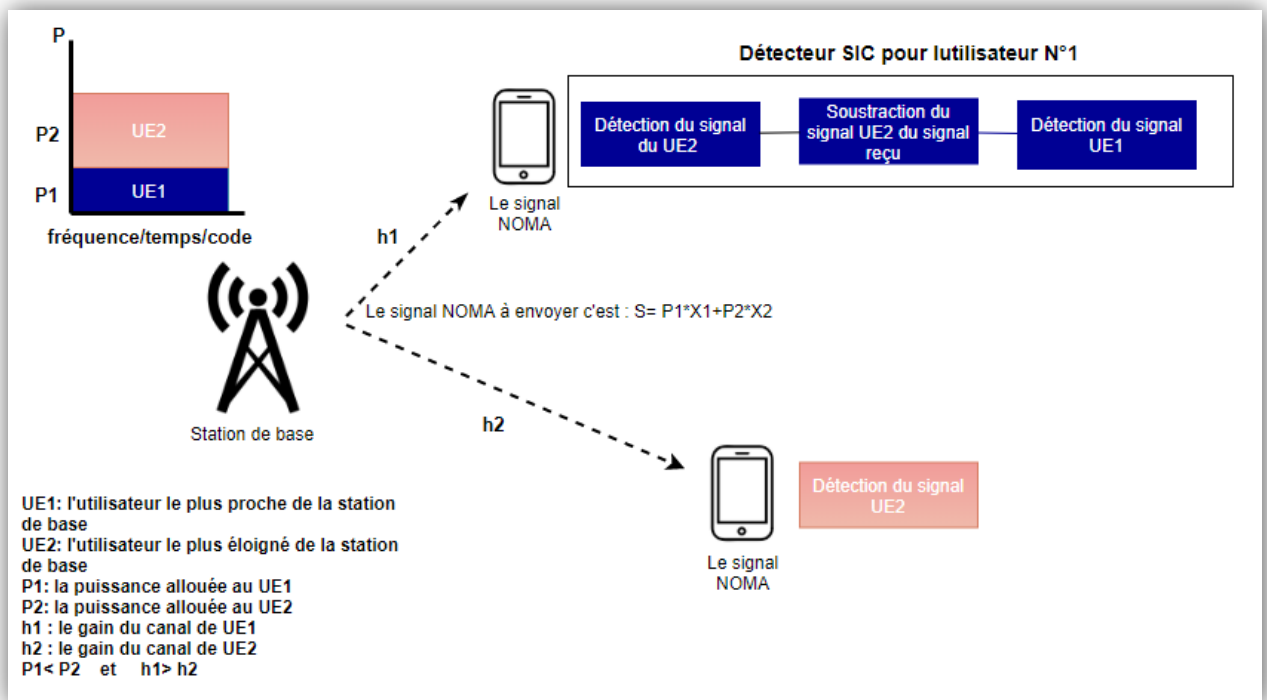 P
P2
UE2
P1
UE1
fréquence/temps/code
Détecteur SIC pour lutilisateur N°1
Détection du signal
du UE2
Soustraction du
signal UE2 du signal
reçu
Détection du signal
UE1
Le signal
NOMA
h1
Le signal NOMA à envoyer c'est : S= P1*X1+P2*X2
Station de base
h2
Détection du signal
UE2
Le signal
NOMA
UE1: l'utilisateur le plus proche de la station
de base
UE2: l'utilisateur le plus éloigné de la station
de base
P1: la puissance allouée au UE1
P2: la puissance allouée au UE2
h1 : le gain du canal de UE1
h2 : le gain du canal de UE2
P1< P2 et h1> h2